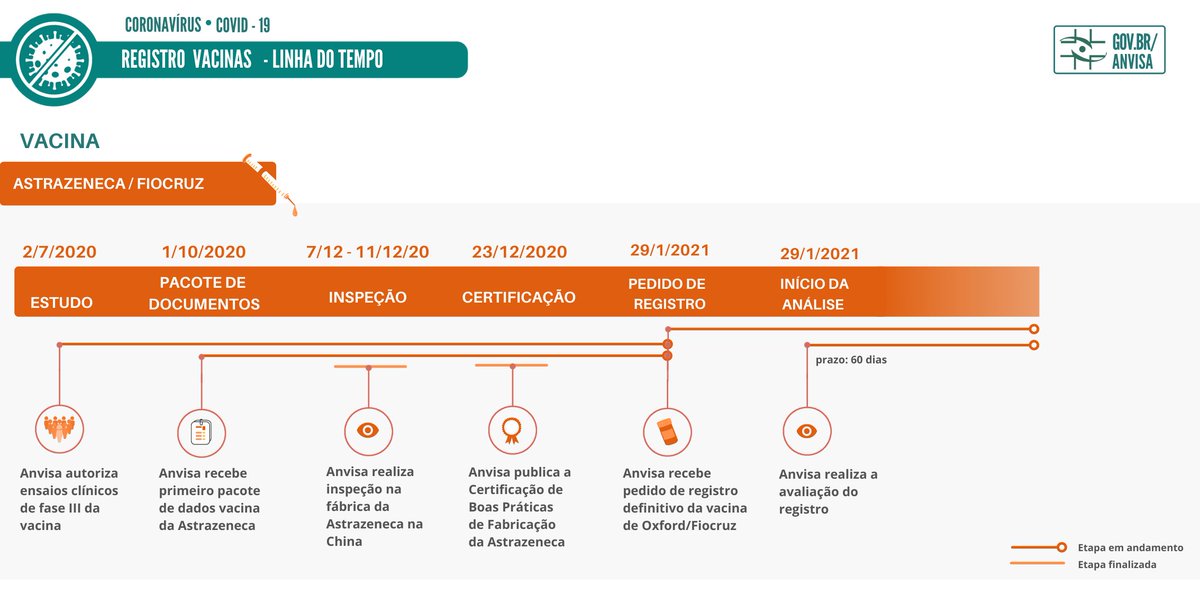 CORONAVÍRUS • COVID - 19
REGISTRO VACINAS - LINHA DO TEMPO
GOV.BR/
ANVISA
VACINA
ASTRAZENECA / FIOCRUZ
2/7/2020
ESTUDO
1/10/2020
PACOTE DE
DOCUMENTOS
7/12 - 11/12/20
INSPEÇÃO
23/12/2020
CERTIFICAÇÃO
29/1/2021
PEDIDO DE
REGISTRO
29/1/2021
INÍCIO DA
ANÁLISE
prazo: 60 dias
Anvisa autoriza
ensaios clínicos
de fase III da
vacina
Anvisa recebe
primeiro pacote
de dados vacina
da Astrazeneca
Anvisa realiza
inspeção na
fábrica da
Astrazeneca na
China
Anvisa publica a
Certificação de
Boas Práticas
de Fabricação
da Astrazeneca
Anvisa recebe
pedido de registro
definitivo da vacina
de Oxford/Fiocruz
Anvisa realiza a
avaliação do
registro
Etapa em andamento
Etapa finalizada